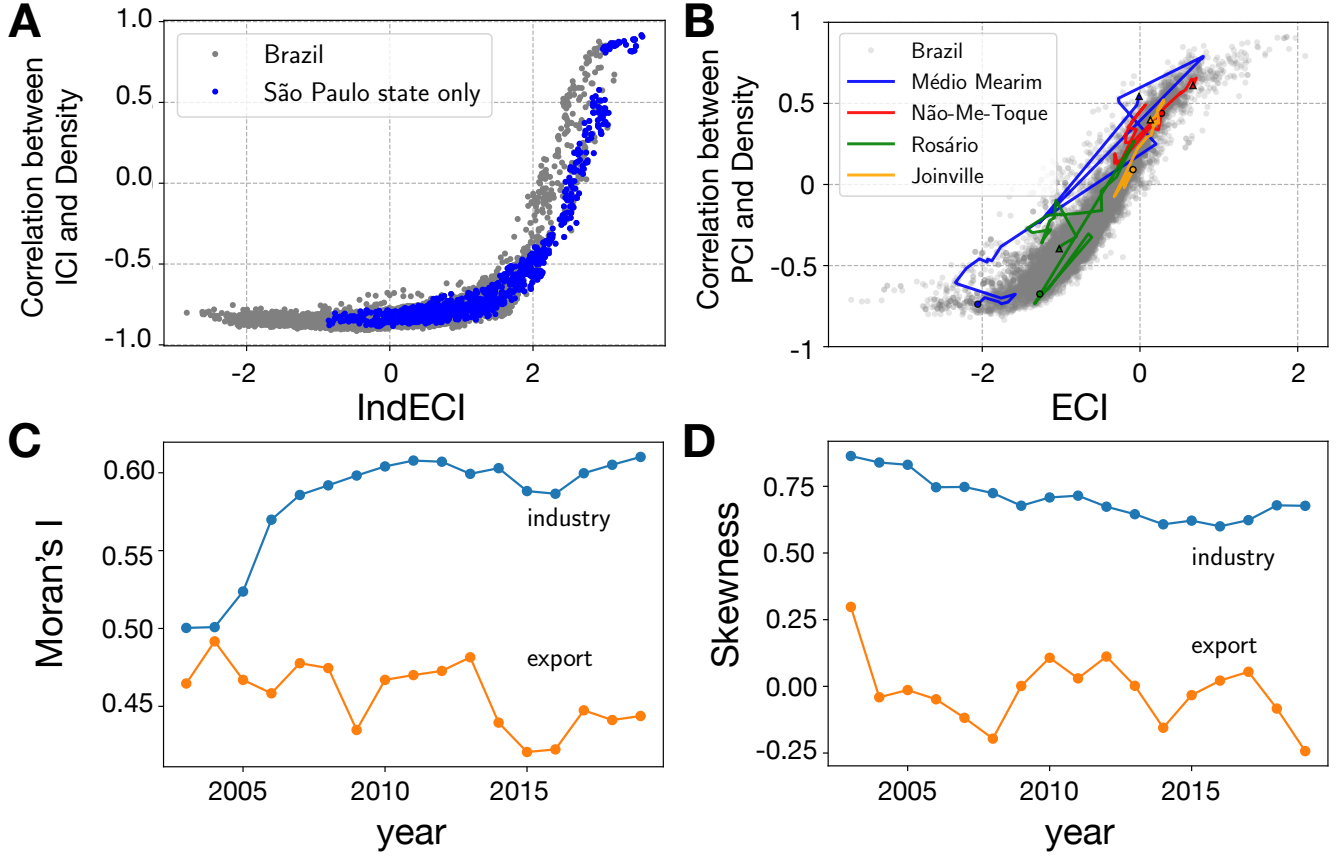 A
Correlation between
ICI and Density
1.0
0.5
0.0
-0.5
-1.0
Brazil
São Paulo state only
-2
0
2
IndECI
B
Correlation between
PCI and Density
1
0.5
0
-0.5
-1
Brazil
Médio Mearim
Não-Me-Toque
Rosário
Joinville
-2
0
2
ECI
C
Moran's I
0.60
0.55
0.50
0.45
industry
export
2005
2010
2015
year
D
Skewness
0.75
0.50
0.25
0.00
-0.25
industry
export
2005
2010
2015
year